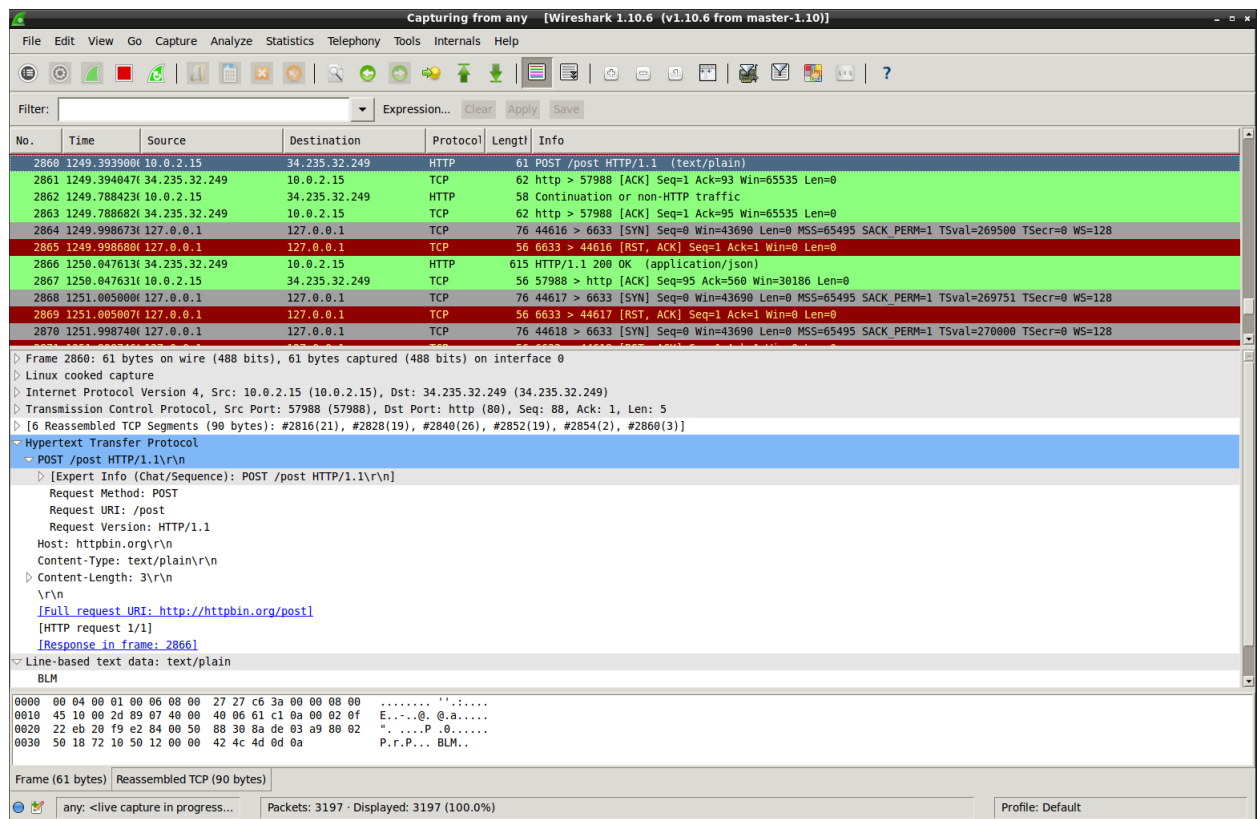 Capturing from any [Wireshark 1.10.6 (v1.10.6 from master-1.10)]
File Edit View Go Capture Analyze Statistics Telephony Tools Internals Help
Filter: Expression... Clear Apply Save
No. Time Source Destination Protocol Length Info
2860 1249.3939000 10.0.2.15 34.235.32.249 HTTP 61 POST /post HTTP/1.1 (text/plain)
2861 1249.3940470 34.235.32.249 10.0.2.15 TCP 62 http > 57988 [ACK] Seq=1 Ack=93 Win=65535 Len=0
2862 1249.7884230 10.0.2.15 34.235.32.249 HTTP 58 Continuation or non-HTTP traffic
2863 1249.7886820 34.235.32.249 10.0.2.15 TCP 62 http > 57988 [ACK] Seq=1 Ack=95 Win=65535 Len=0
2864 1249.9986730 127.0.0.1 127.0.0.1 TCP 76 44616 > 6633 [SYN] Seq=0 Win=43690 Len=0 MSS=65495 SACK_PERM=1 TSval=269500 TSecr=0 WS=128
2865 1249.9986800 127.0.0.1 127.0.0.1 TCP 56 6633 > 44616 [RST, ACK] Seq=1 Ack=1 Win=0 Len=0
2866 1250.0476130 34.235.32.249 10.0.2.15 HTTP 615 HTTP/1.1 200 OK (application/json)
2867 1250.0476310 10.0.2.15 34.235.32.249 TCP 56 57988 > http [ACK] Seq=95 Ack=560 Win=30186 Len=0
2868 1251.0050000 127.0.0.1 127.0.0.1 TCP 76 44617 > 6633 [SYN] Seq=0 Win=43690 Len=0 MSS=65495 SACK_PERM=1 TSval=269751 TSecr=0 WS=128
2869 1251.0050070 127.0.0.1 127.0.0.1 TCP 56 6633 > 44617 [RST, ACK] Seq=1 Ack=1 Win=0 Len=0
2870 1251.9987400 127.0.0.1 127.0.0.1 TCP 76 44618 > 6633 [SYN] Seq=0 Win=43690 Len=0 MSS=65495 SACK_PERM=1 TSval=270000 TSecr=0 WS=128
Frame 2860: 61 bytes on wire (488 bits), 61 bytes captured (488 bits) on interface 0
Linux cooked capture
Internet Protocol Version 4, Src: 10.0.2.15 (10.0.2.15), Dst: 34.235.32.249 (34.235.32.249)
Transmission Control Protocol, Src Port: 57988 (57988), Dst Port: http (80), Seq: 88, Ack: 1, Len: 5
[6 Reassembled TCP Segments (90 bytes): #2816(21), #2828(19), #2840(26), #2852(19), #2854(2), #2860(3)]
Hypertext Transfer Protocol
POST /post HTTP/1.1\r\n
[Expert Info (Chat/Sequence): POST /post HTTP/1.1\r\n]
Request Method: POST
Request URI: /post
Request Version: HTTP/1.1
Host: httpbin.org\r\n
Content-Type: text/plain\r\n
Content-Length: 3\r\n
\r\n
[Full request URI: http://httpbin.org/post]
[HTTP request 1/1]
[Response in frame: 2866]
Line-based text data: text/plain
BLM
0000 00 04 00 01 00 06 08 00 27 27 c6 3a 00 00 08 00 ........ ''.:....
0010 45 10 00 2d 89 07 40 00 40 06 61 c1 0a 00 02 0f E..-..@. @.a.....
0020 22 eb 20 f9 e2 84 00 50 88 30 8a de 03 a9 80 02 ". ....P .0......
0030 50 18 72 10 50 12 00 00 42 4c 4d 0d 0a P.r.P... BLM..
Frame (61 bytes) Reassembled TCP (90 bytes)
any: <live capture in progress... Packets: 3197 · Displayed: 3197 (100.0%) Profile: Default